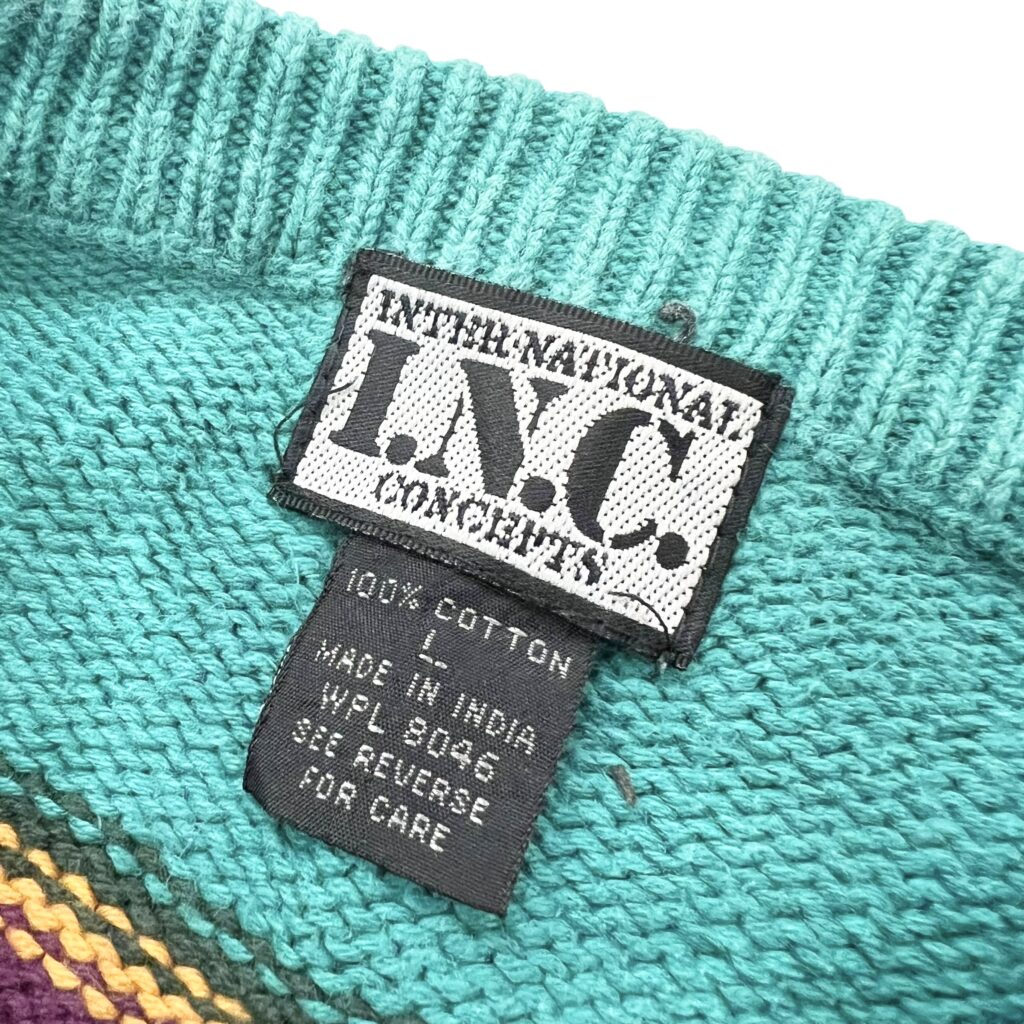 INTERNATIONAL
I.N.C.
CONCEPTS
100% COTTON
L
MADE IN INDIA
WPL 8046
SEE REVERSE
FOR CARE